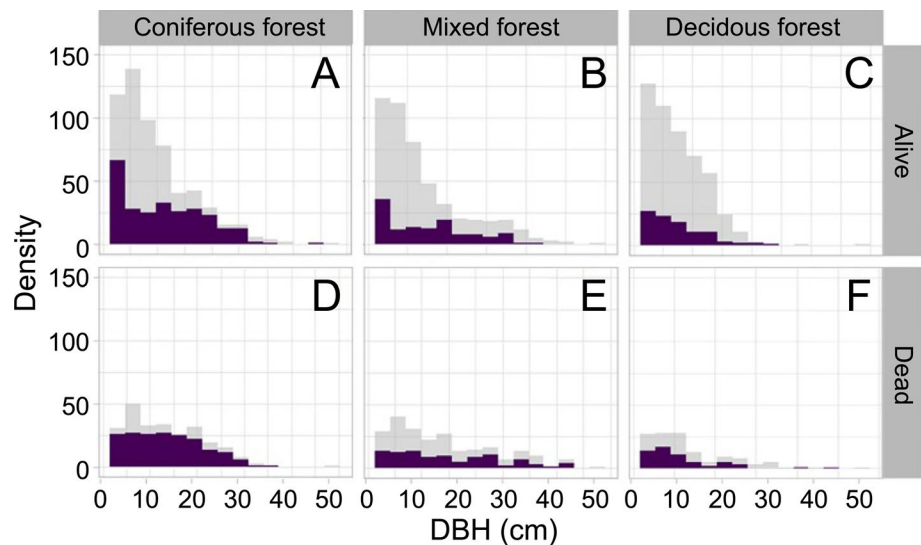 Coniferous forest
Mixed forest
Decidous forest
150
100
50
0
A
B
C
Alive
Density
150
100
50
0
D
E
F
Dead
0 10 20 30 40 50
0 10 20 30 40 50
0 10 20 30 40 50
DBH (cm)